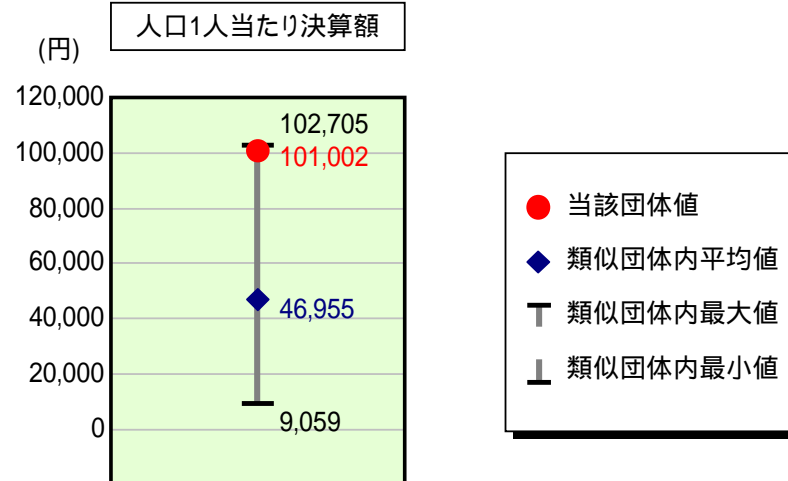 人口1人当たり決算額
(円)
120,000
100,000
80,000
60,000
40,000
20,000
0
102,705
101,002
46,955
9,059
当該団体値
類似団体内平均値
類似団体内最大値
類似団体内最小値